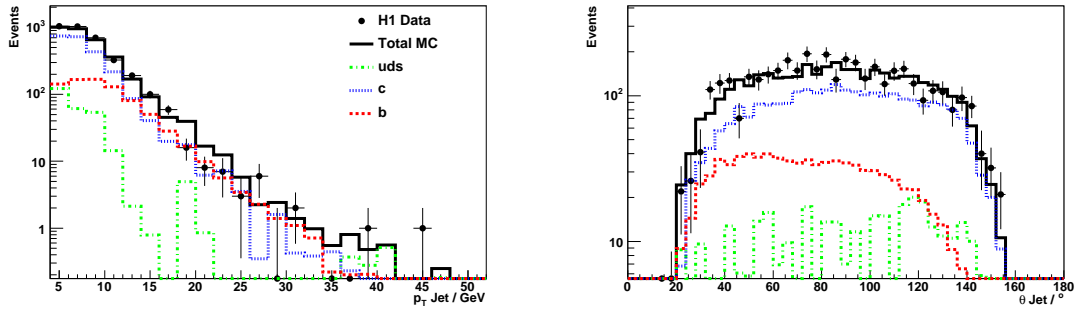 Events
10³
10²
10
1
5 10 15 20 25 30 35 40 45 50
p_T Jet / GeV
H1 Data
Total MC
uds
c
b
Events
10²
10
0 20 40 60 80 100 120 140 160 180
θ Jet / °